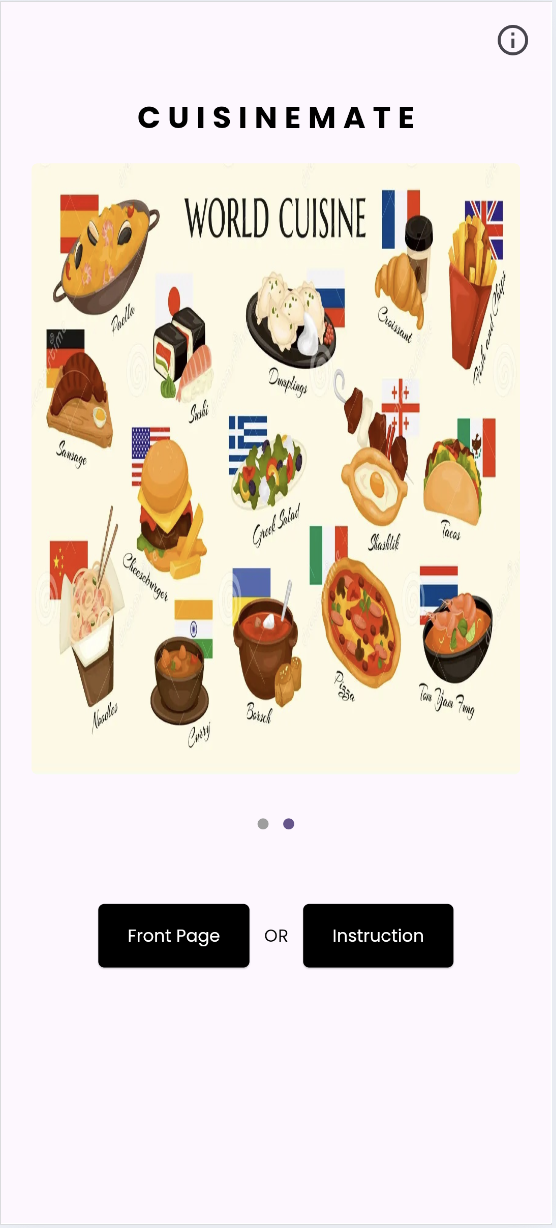 CUISINEMATE
WORLD CUISINE
Paella
Sushi
Dumplings
Croissant
Fish and Chips
Sausage
Cheeseburger
Greek Salad
Shashlik
Tacos
Noodles
Curry
Borsch
Pizza
Tom Yam Kung
Front Page
OR
Instruction